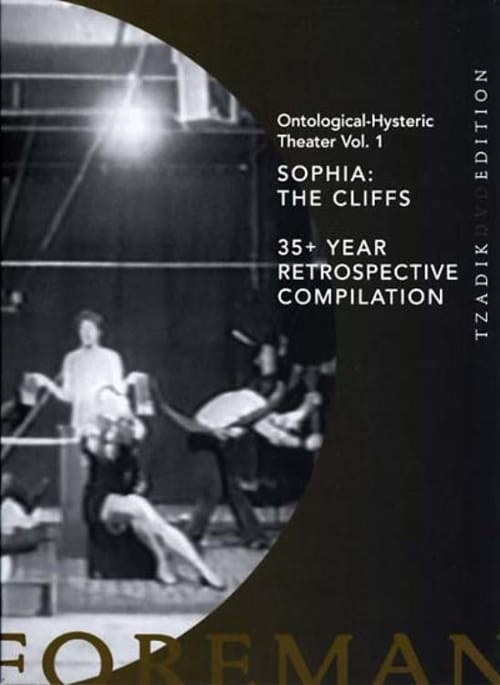 Ontological-Hysteric
Theater Vol. 1
SOPHIA:
THE CLIFFS
35+ YEAR
RETROSPECTIVE
COMPILATION
TZADIK DVD EDITION
FOREMAN